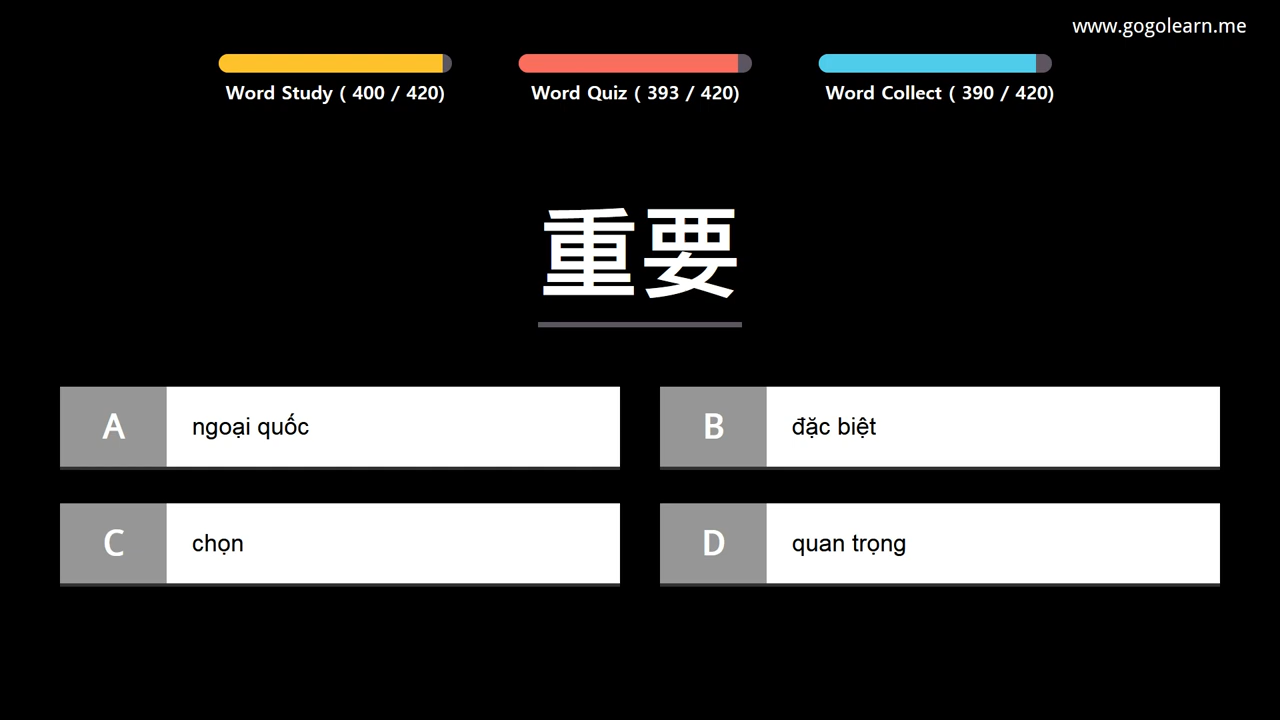 www.gogolearn.me
Word Study ( 400 / 420)
Word Quiz ( 393 / 420)
Word Collect ( 390 / 420)
重要
A
ngoại quốc
B
đặc biệt
C
chọn
D
quan trọng